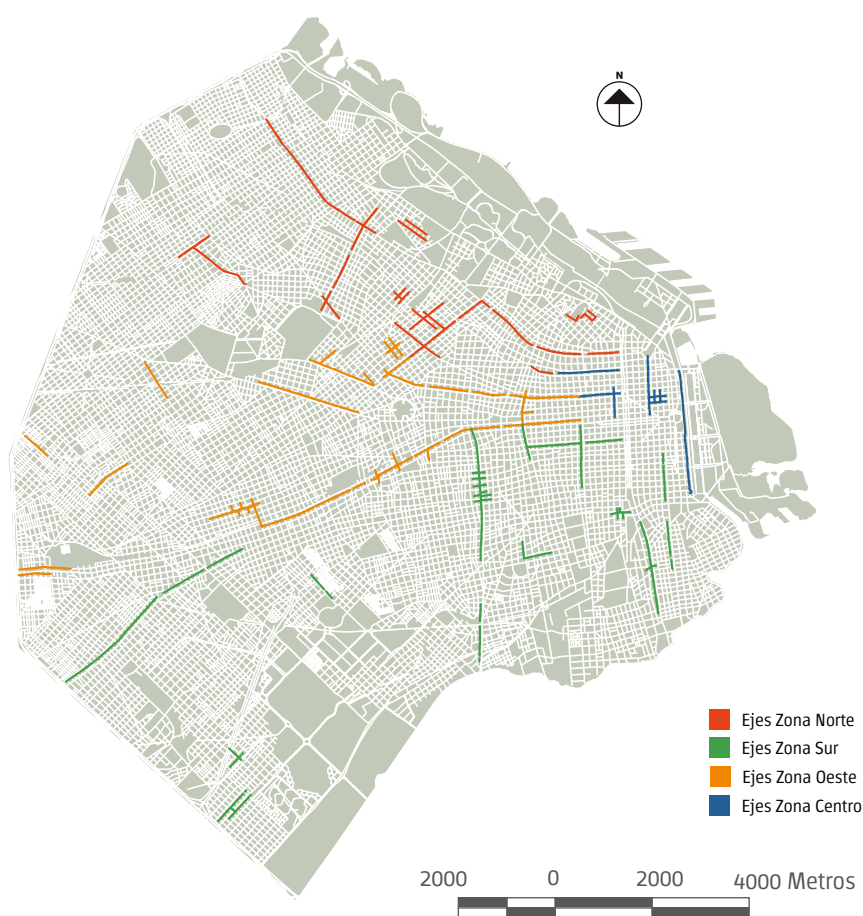 N
Ejes Zona Norte
Ejes Zona Sur
Ejes Zona Oeste
Ejes Zona Centro
2000 0 2000 4000 Metros